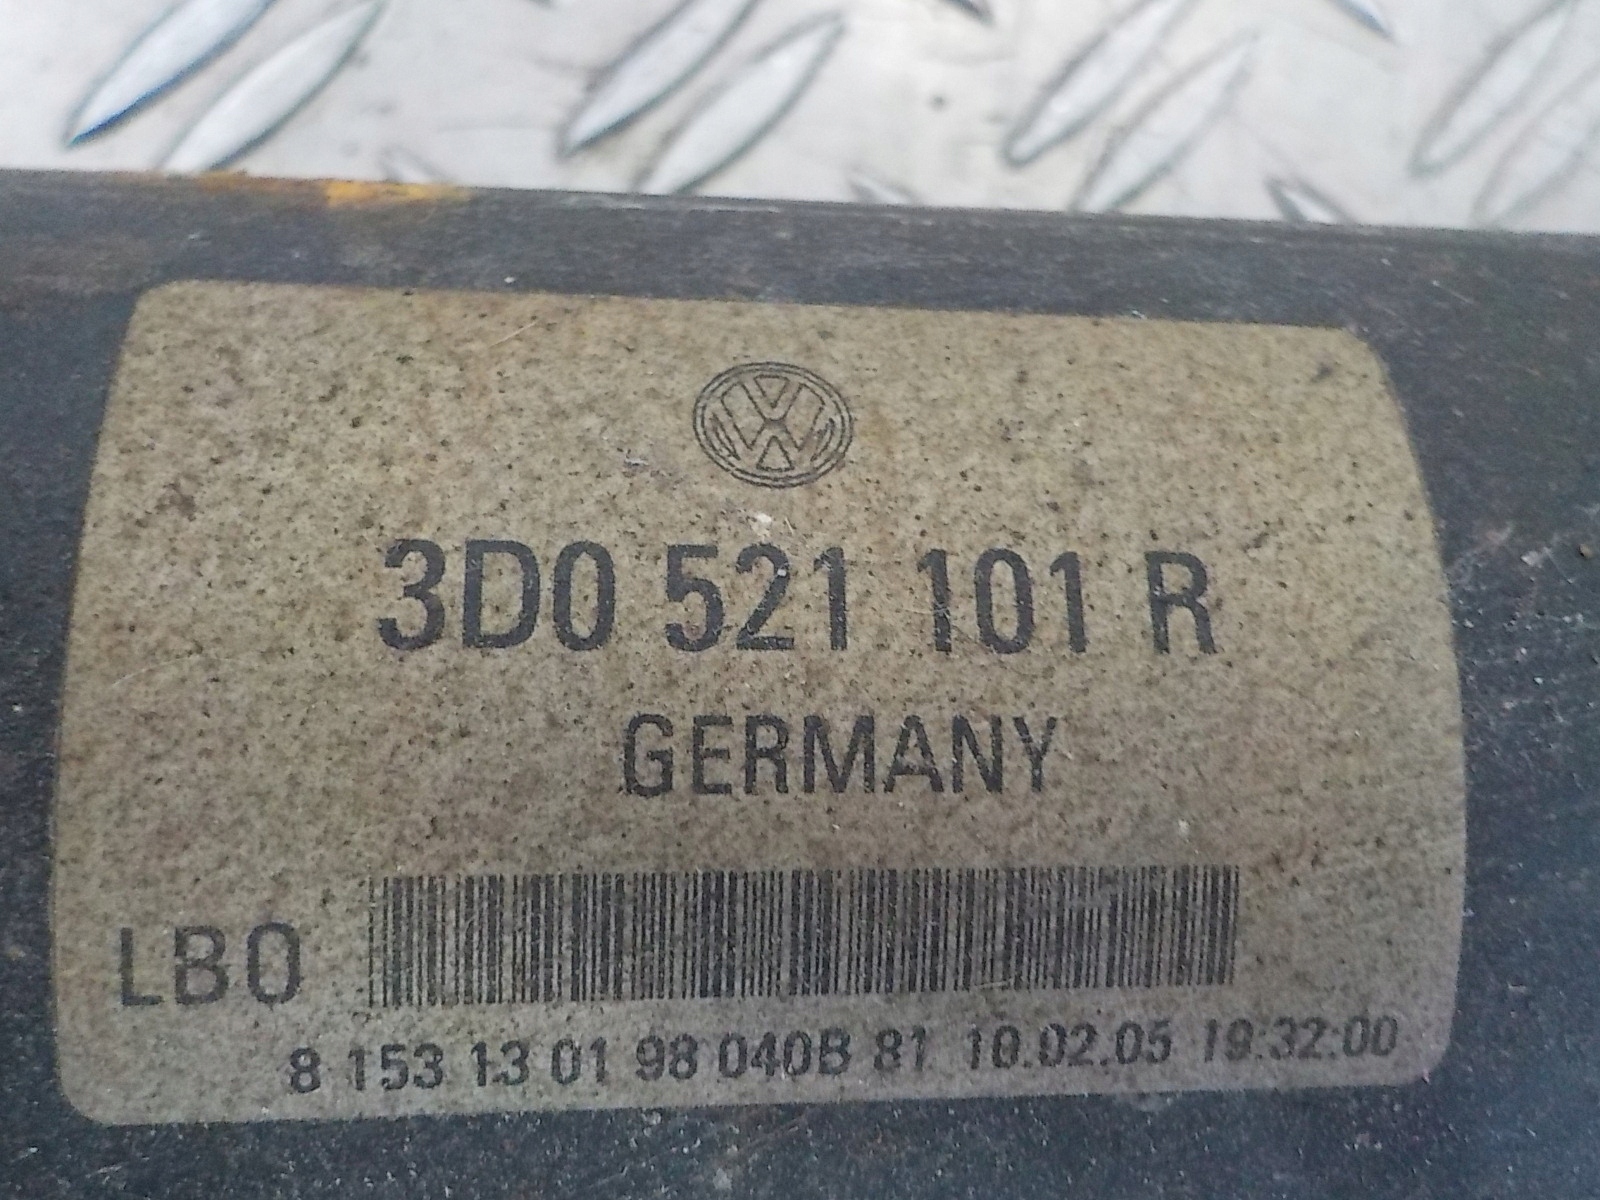 3D0 521 101 R
GERMANY
LBO
8 153 13 01 98 040B 81 10.02.05 19:32:00